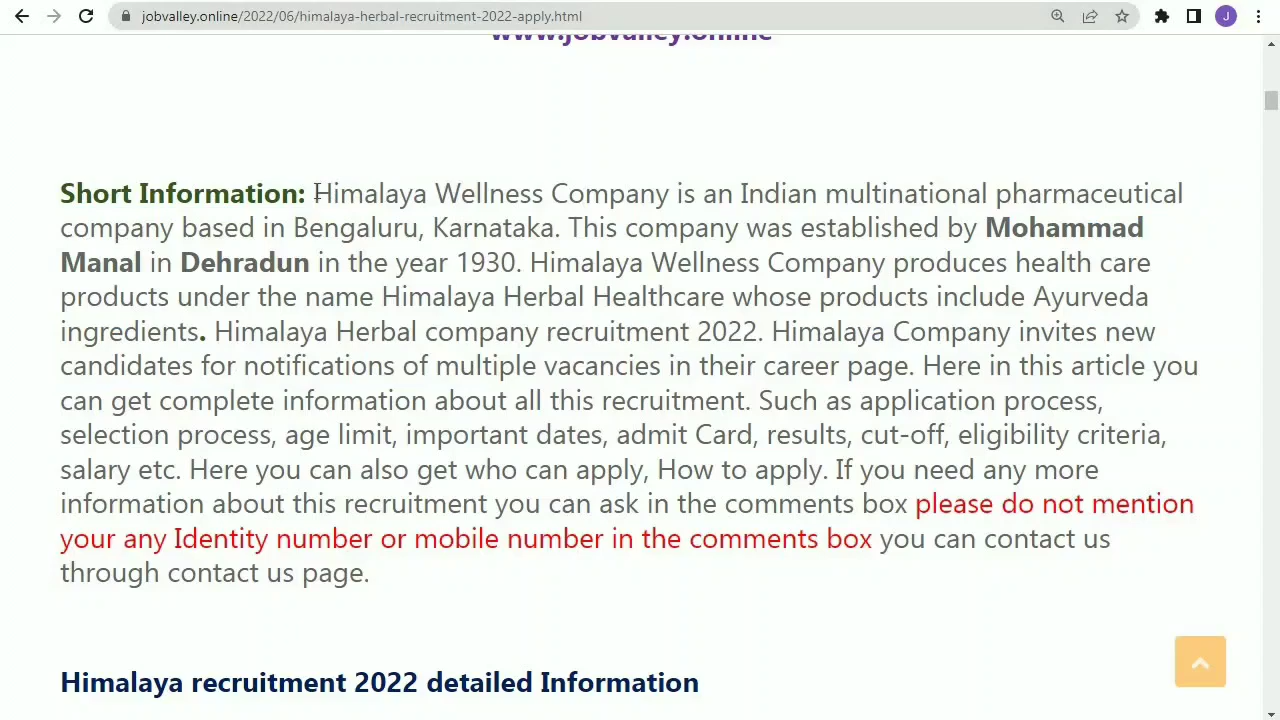 jobvalley.online/2022/06/himalaya-herbal-recruitment-2022-apply.html
J
www.jobvalley.online
Short Information: Himalaya Wellness Company is an Indian multinational pharmaceutical
company based in Bengaluru, Karnataka. This company was established by Mohammad
Manal in Dehradun in the year 1930. Himalaya Wellness Company produces health care
products under the name Himalaya Herbal Healthcare whose products include Ayurveda
ingredients. Himalaya Herbal company recruitment 2022. Himalaya Company invites new
candidates for notifications of multiple vacancies in their career page. Here in this article you
can get complete information about all this recruitment. Such as application process,
selection process, age limit, important dates, admit Card, results, cut-off, eligibility criteria,
salary etc. Here you can also get who can apply, How to apply. If you need any more
information about this recruitment you can ask in the comments box please do not mention
your any Identity number or mobile number in the comments box you can contact us
through contact us page.
Himalaya recruitment 2022 detailed Information